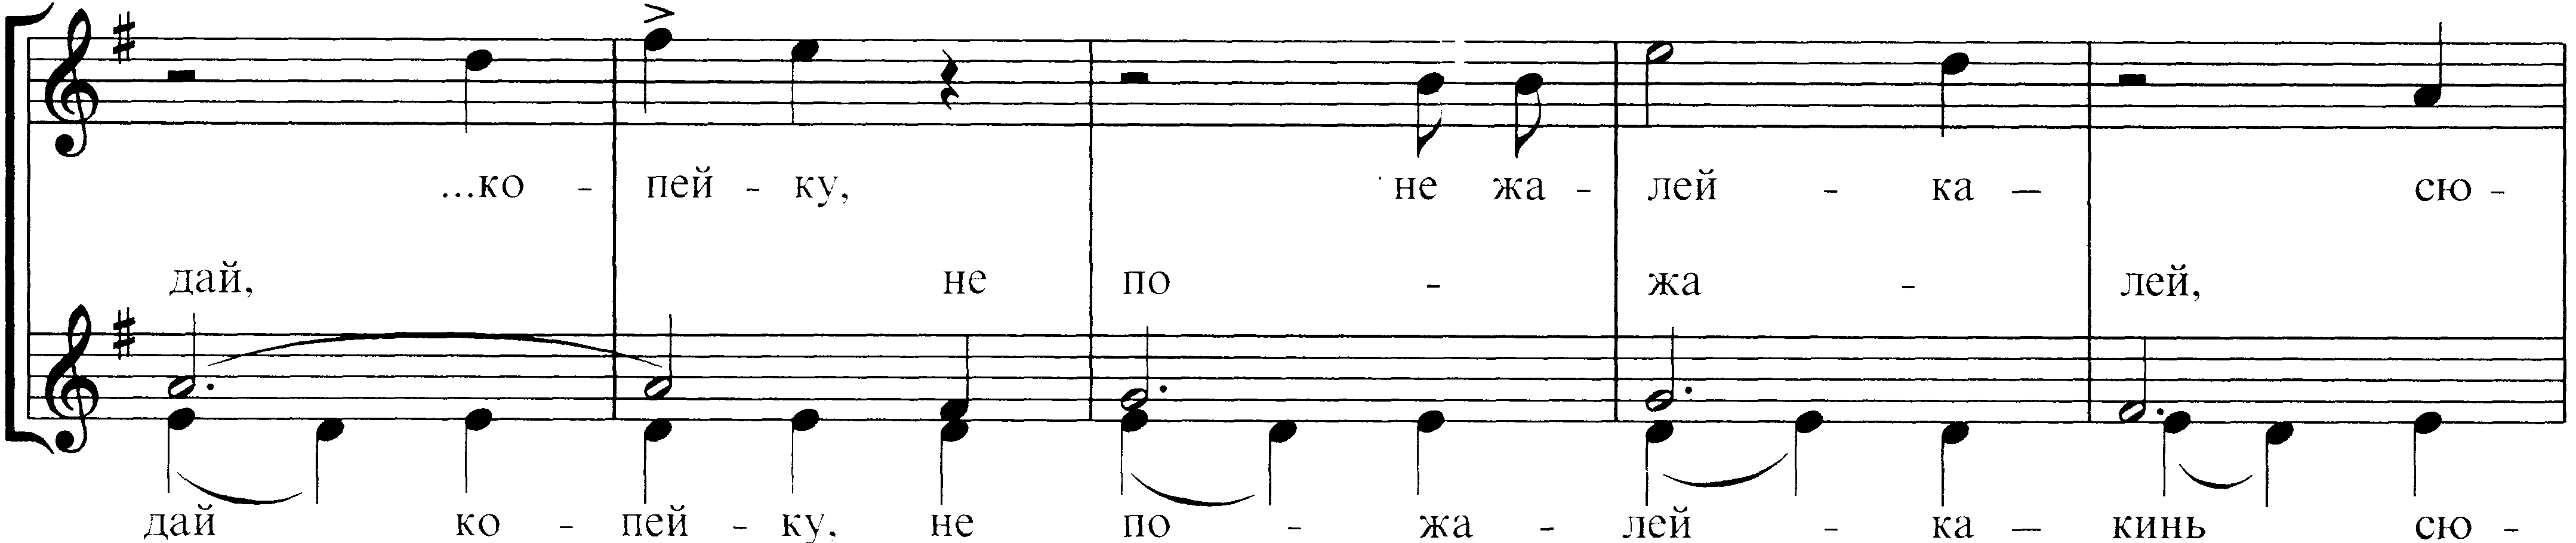 ...ко - пей - ку, не жа - лей - ка — сю -
дай, не по - жа - лей,
дай ко - пей - ку, не по - жа - лей - ка — кинь сю -